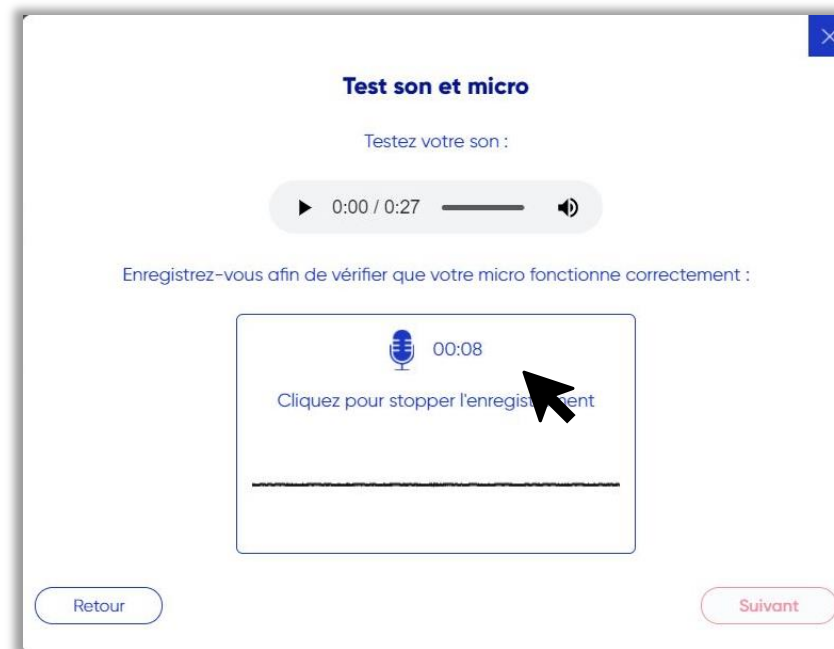 Test son et micro
Testez votre son :
0:00 / 0:27
Enregistrez-vous afin de vérifier que votre micro fonctionne correctement :
00:08
Cliquez pour stopper l'enregistrement
Retour
Suivant